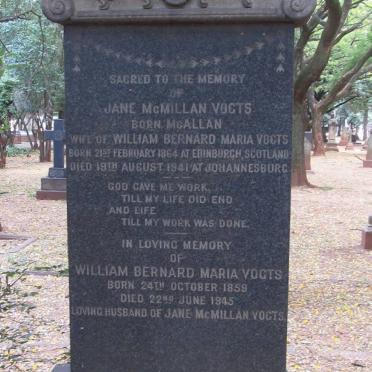 SACRED TO THE MEMORY
OF
JANE McMILLAN VOGTS
BORN McALLAN
WIFE OF WILLIAM BERNARD MARIA VOGTS
BORN 21ST FEBRUARY 1864 AT EDINBURGH, SCOTLAND
DIED 19TH AUGUST 1941 AT JOHANNESBURG
GOD GAVE ME WORK,
TILL MY LIFE DID END
AND LIFE
TILL MY WORK WAS DONE.
IN LOVING MEMORY
OF
WILLIAM BERNARD MARIA VOGTS
BORN 24TH OCTOBER 1859
DIED 22ND JUNE 1945
LOVING HUSBAND OF JANE McMILLAN VOGTS.